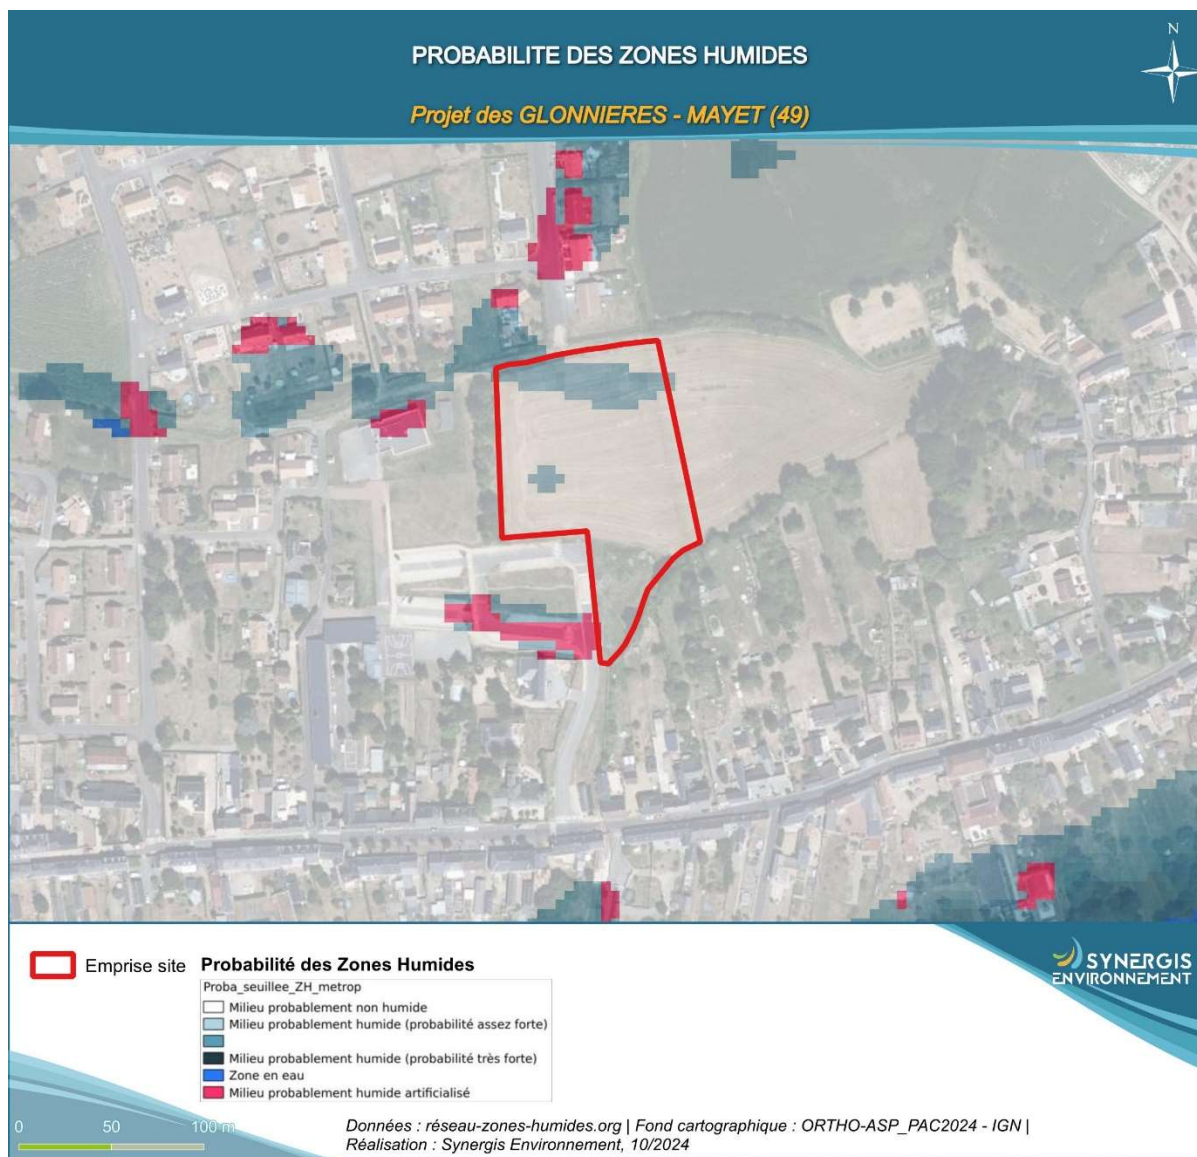 PROBABILITE DES ZONES HUMIDES
N
Projet des GLONNIERES - MAYET (49)
Emprise site
Probabilité des Zones Humides
Proba_seuillee_ZH_metrop
Milieu probablement non humide
Milieu probablement humide (probabilité assez forte)
Milieu probablement humide (probabilité très forte)
Zone en eau
Milieu probablement humide artificialisé
SYNERGIS
ENVIRONNEMENT
0 50 100 m
Données : réseau-zones-humides.org | Fond cartographique : ORTHO-ASP_PAC2024 - IGN |
Réalisation : Synergis Environnement, 10/2024